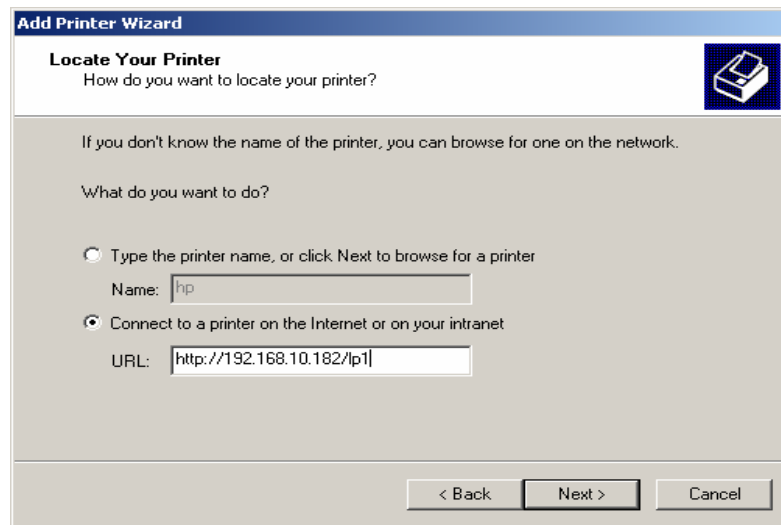 Add Printer Wizard
Locate Your Printer
How do you want to locate your printer?
If you don't know the name of the printer, you can browse for one on the network.
What do you want to do?
Type the printer name, or click Next to browse for a printer
Name: hp
Connect to a printer on the Internet or on your intranet
URL: http://192.168.10.182/lp1
< Back Next > Cancel